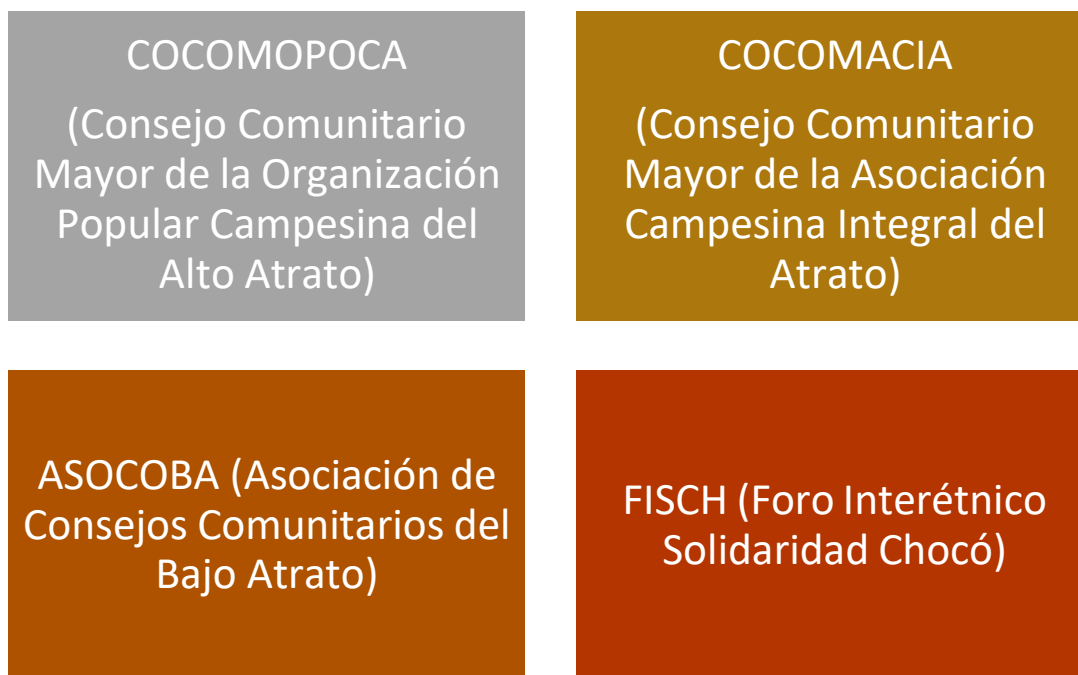 COCOMOPOCA
(Consejo Comunitario
Mayor de la Organización
Popular Campesina del
Alto Atrato)
COCOMACIA
(Consejo Comunitario
Mayor de la Asociación
Campesina Integral del
Atrato)
ASOCOBA (Asociación de
Consejos Comunitarios del
Bajo Atrato)
FISCH (Foro Interétnico
Solidaridad Chocó)